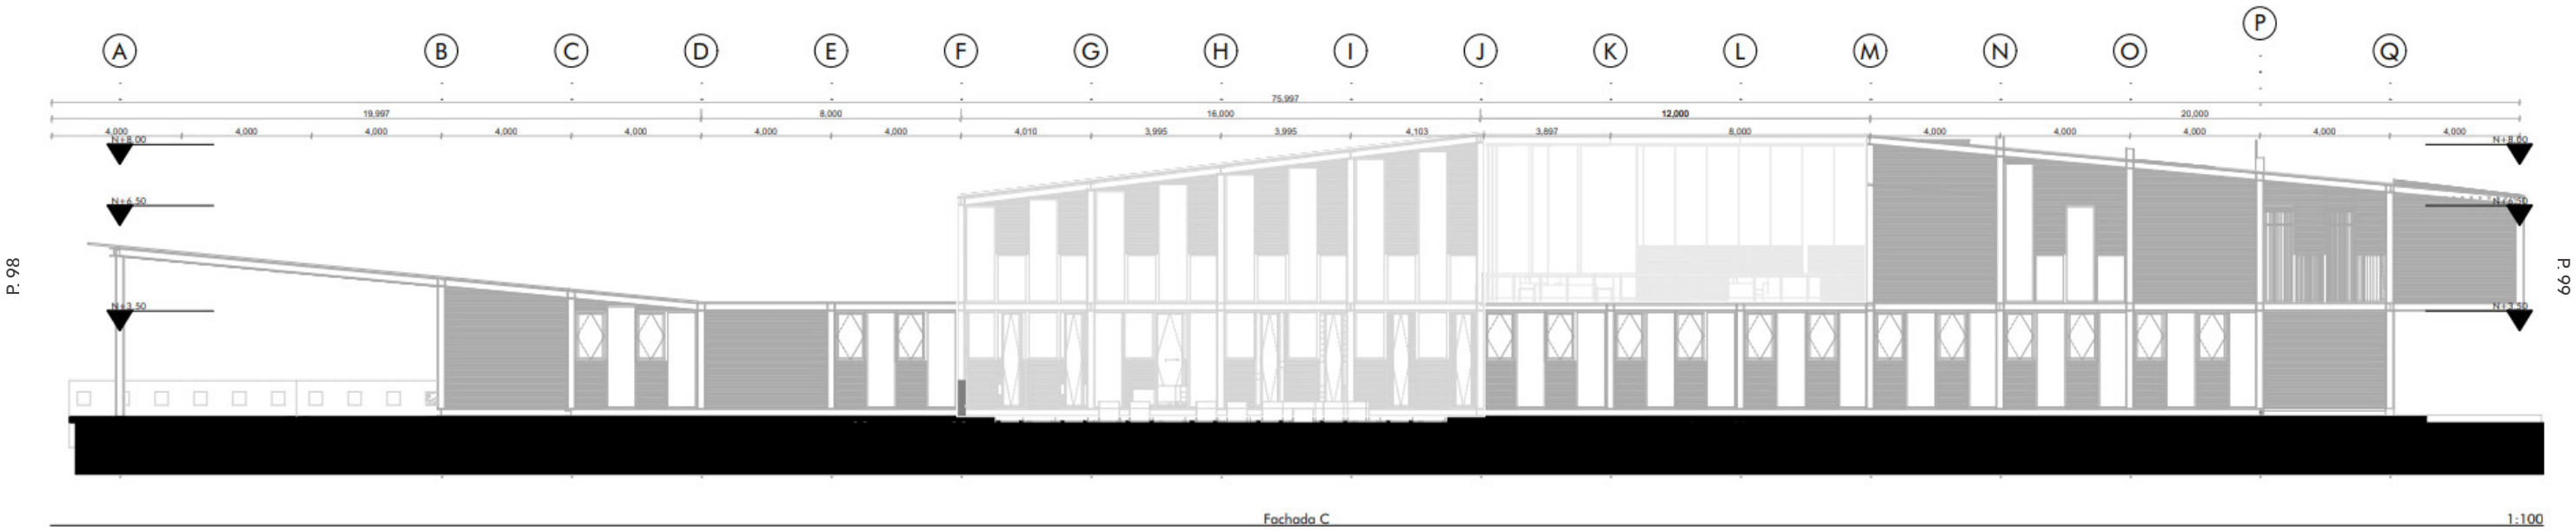 P
A B C D E F G H I J K L M N O Q
75,997
19,997 8,000 16,000 12,000 20,000
4,000 4,000 4,000 4,000 4,000 4,000 4,000 4,010 3,995 3,995 4,103 3,897 8,000 4,000 4,000 4,000 4,000 4,000
N+8.00 N+8.00
N+6.50 N+6.50
N+3.50 N+3.50
P. 98
P. 99
Fachada C 1:100